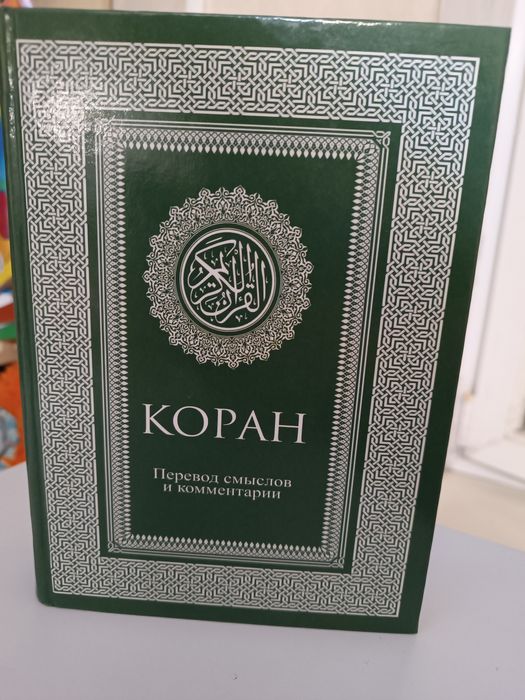 القرآن الكريم
КОРАН
Перевод смыслов
и комментарии